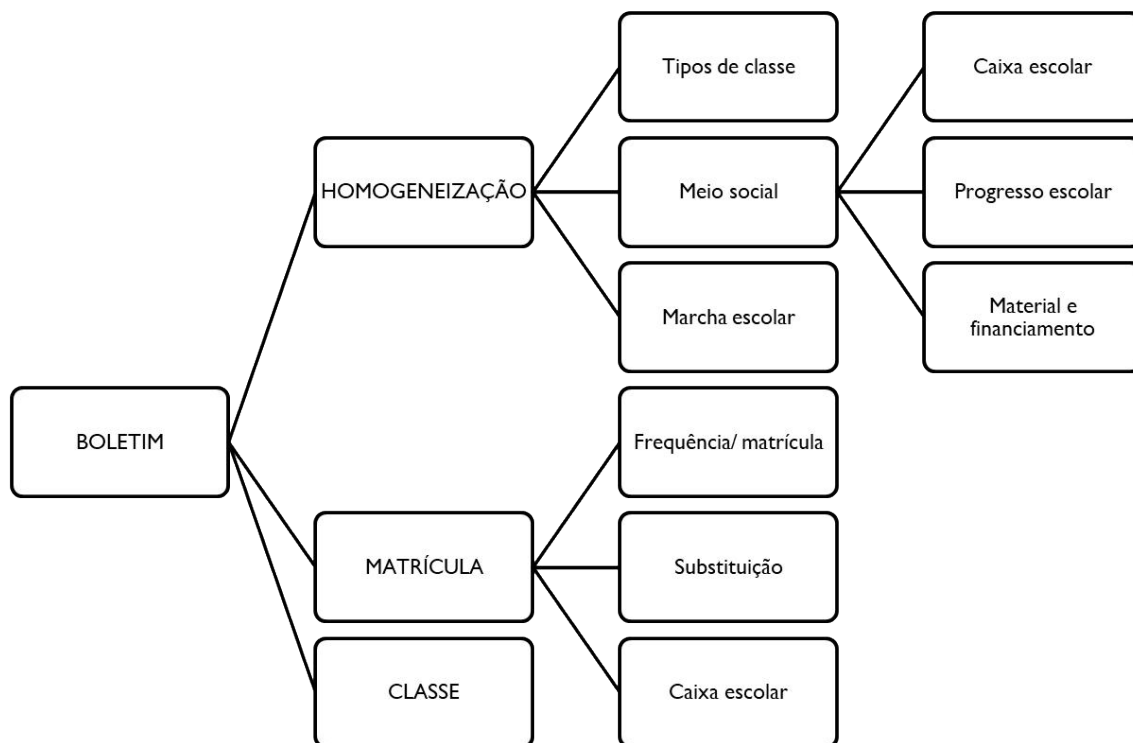 Tipos de classe
Caixa escolar
HOMOGENEIZAÇÃO
Meio social
Progresso escolar
Marcha escolar
Material e
financiamento
BOLETIM
Frequência/ matrícula
MATRÍCULA
Substituição
CLASSE
Caixa escolar